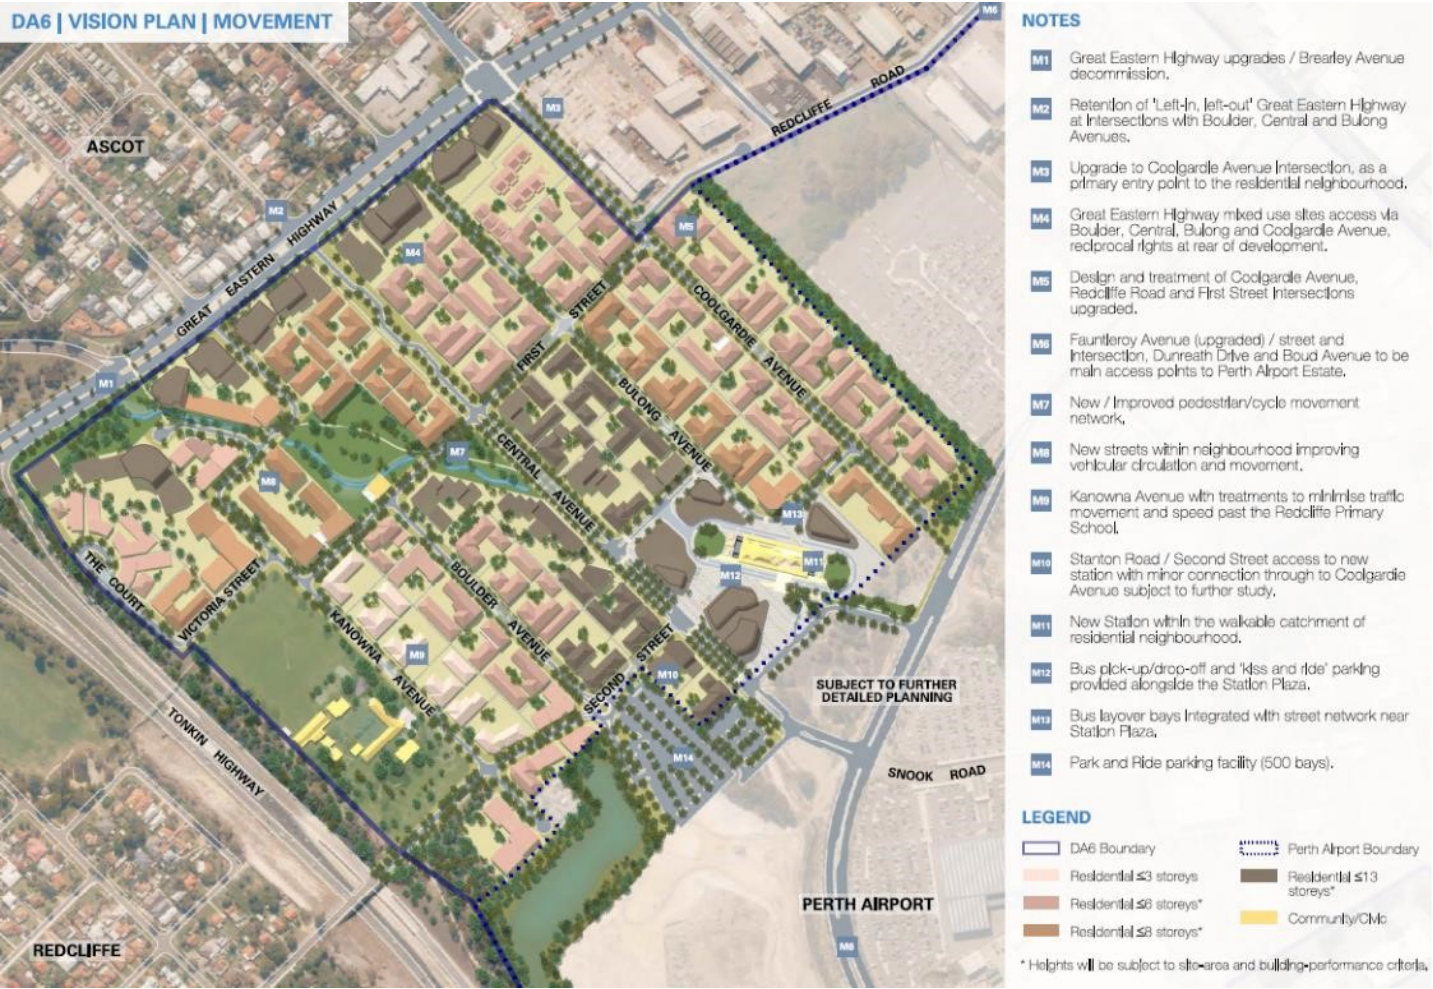 DA6 | VISION PLAN | MOVEMENT
M6
REDCLIFFE ROAD
M3
ASCOT
M2
GREAT EASTERN HIGHWAY
M4
M5
FIRST STREET
COOLGARDIE AVENUE
M1
BULONG AVENUE
M7
CENTRAL AVENUE
M8
M13
M11
M12
THE COURT
VICTORIA STREET
BOULDER AVENUE
KANOWNA AVENUE
M9
SECOND STREET
M10
SUBJECT TO FURTHER
DETAILED PLANNING
TONKIN HIGHWAY
M14
SNOOK ROAD
PERTH AIRPORT
M6
REDCLIFFE
NOTES
M1 Great Eastern Highway upgrades / Brearley Avenue
decommission.
M2 Retention of 'Left-in, left-out' Great Eastern Highway
at intersections with Boulder, Central and Bulong
Avenues.
M3 Upgrade to Coolgardie Avenue intersection, as a
primary entry point to the residential neighbourhood.
M4 Great Eastern Highway mixed use sites access via
Boulder, Central, Bulong and Coolgardie Avenue,
reciprocal rights at rear of development.
M5 Design and treatment of Coolgardie Avenue,
Redcliffe Road and First Street intersections
upgraded.
M6 Fauntleroy Avenue (upgraded) / street and
intersection, Dunreath Drive and Boud Avenue to be
main access points to Perth Airport Estate.
M7 New / improved pedestrian/cycle movement
network.
M8 New streets within neighbourhood improving
vehicular circulation and movement.
M9 Kanowna Avenue with treatments to minimise traffic
movement and speed past the Redcliffe Primary
School.
M10 Stanton Road / Second Street access to new
station with minor connection through to Coolgardie
Avenue subject to further study.
M11 New Station within the walkable catchment of
residential neighbourhood.
M12 Bus pick-up/drop-off and 'kiss and ride' parking
provided alongside the Station Plaza.
M13 Bus layover bays integrated with street network near
Station Plaza.
M14 Park and Ride parking facility (500 bays).
LEGEND
DA6 Boundary
Residential ≤3 storeys
Residential ≤6 storeys*
Residential ≤8 storeys*
Perth Airport Boundary
Residential ≤13
storeys*
Community/Civic
* Heights will be subject to site-area and building-performance criteria.